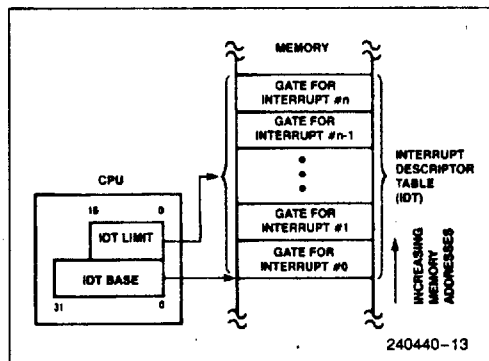 MEMORY
GATE FOR
INTERRUPT #n
GATE FOR
INTERRUPT #n-1
CPU
15 0
IDT LIMIT
IDT BASE
31 0
GATE FOR
INTERRUPT #1
GATE FOR
INTERRUPT #0
INTERRUPT
DESCRIPTOR
TABLE
(IDT)
INCREASING
MEMORY
ADDRESSES
240440-13